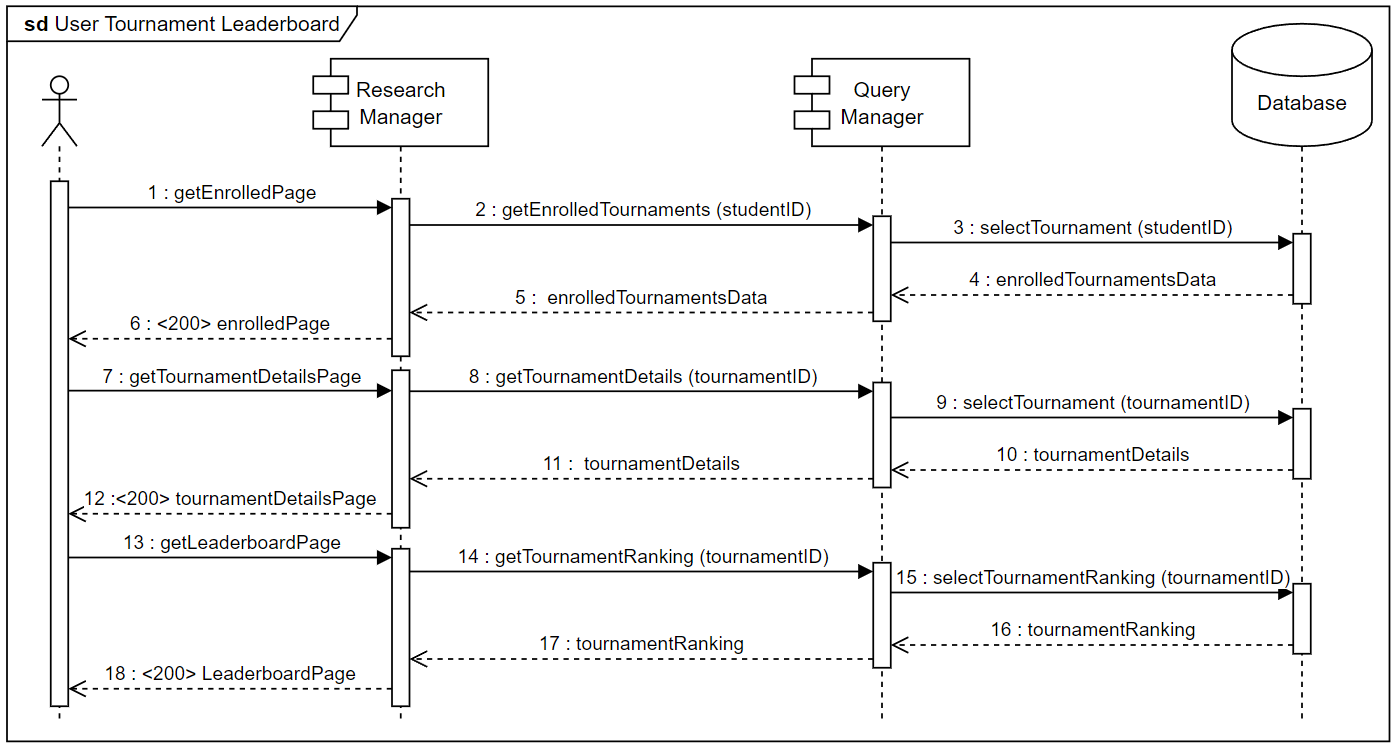 sd User Tournament Leaderboard
Research
Manager
Query
Manager
Database
1 : getEnrolledPage
2 : getEnrolledTournaments (studentID)
3 : selectTournament (studentID)
4 : enrolledTournamentsData
5 :  enrolledTournamentsData
6 : <200> enrolledPage
7 : getTournamentDetailsPage
8 : getTournamentDetails (tournamentID)
9 : selectTournament (tournamentID)
10 : tournamentDetails
11 :  tournamentDetails
12 :<200> tournamentDetailsPage
13 : getLeaderboardPage
14 : getTournamentRanking (tournamentID)
15 : selectTournamentRanking (tournamentID)
16 : tournamentRanking
17 : tournamentRanking
18 : <200> LeaderboardPage